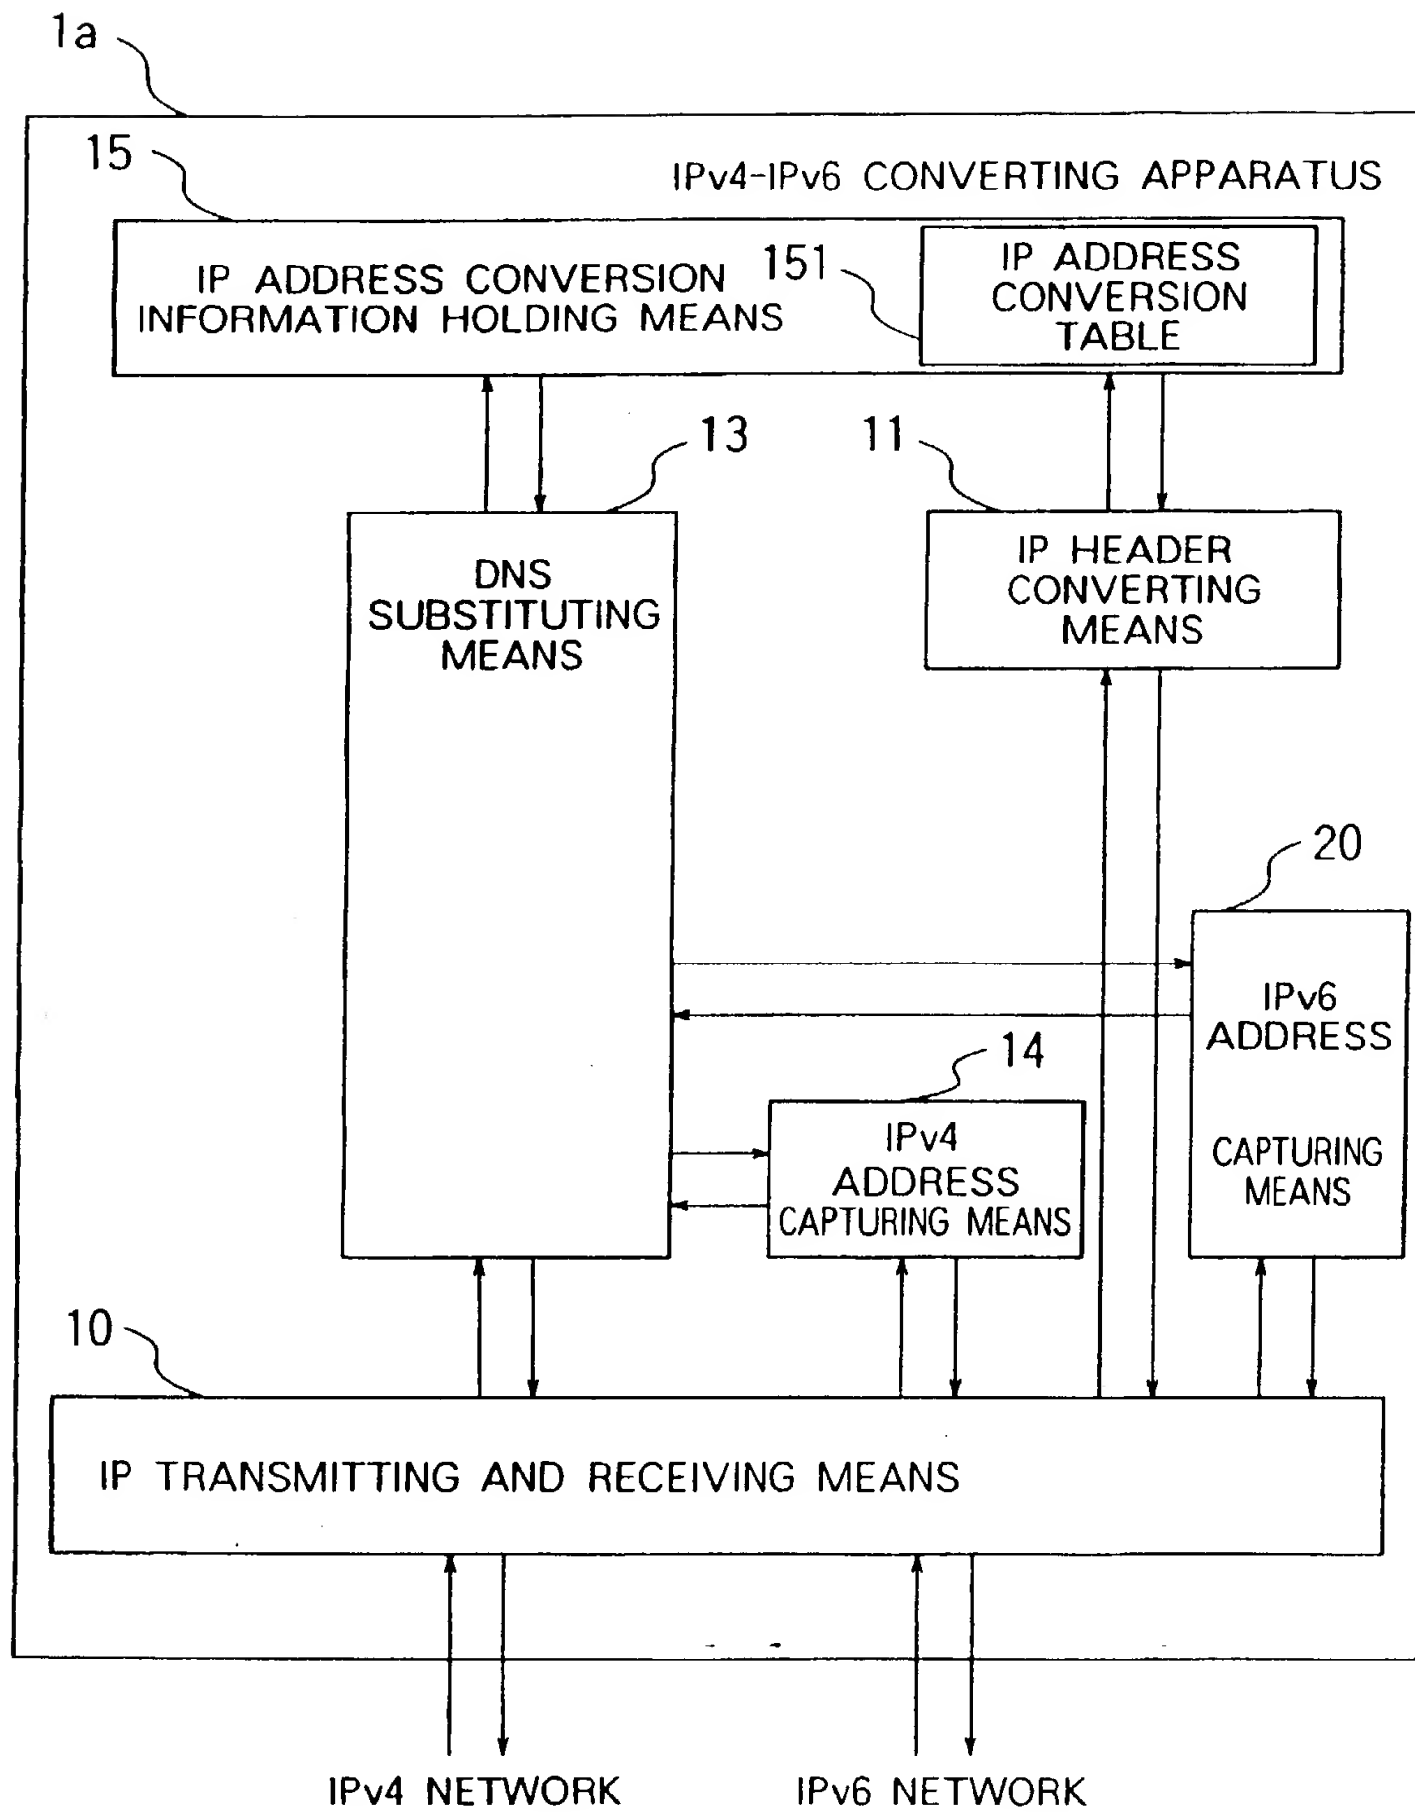 1a
15
IPv4-IPv6 CONVERTING APPARATUS
IP ADDRESS CONVERSION
INFORMATION HOLDING MEANS
151
IP ADDRESS
CONVERSION
TABLE
13
11
DNS
SUBSTITUTING
MEANS
IP HEADER
CONVERTING
MEANS
20
IPv6
ADDRESS
CAPTURING
MEANS
14
IPv4
ADDRESS
CAPTURING MEANS
10
IP TRANSMITTING AND RECEIVING MEANS
IPv4 NETWORK
IPv6 NETWORK